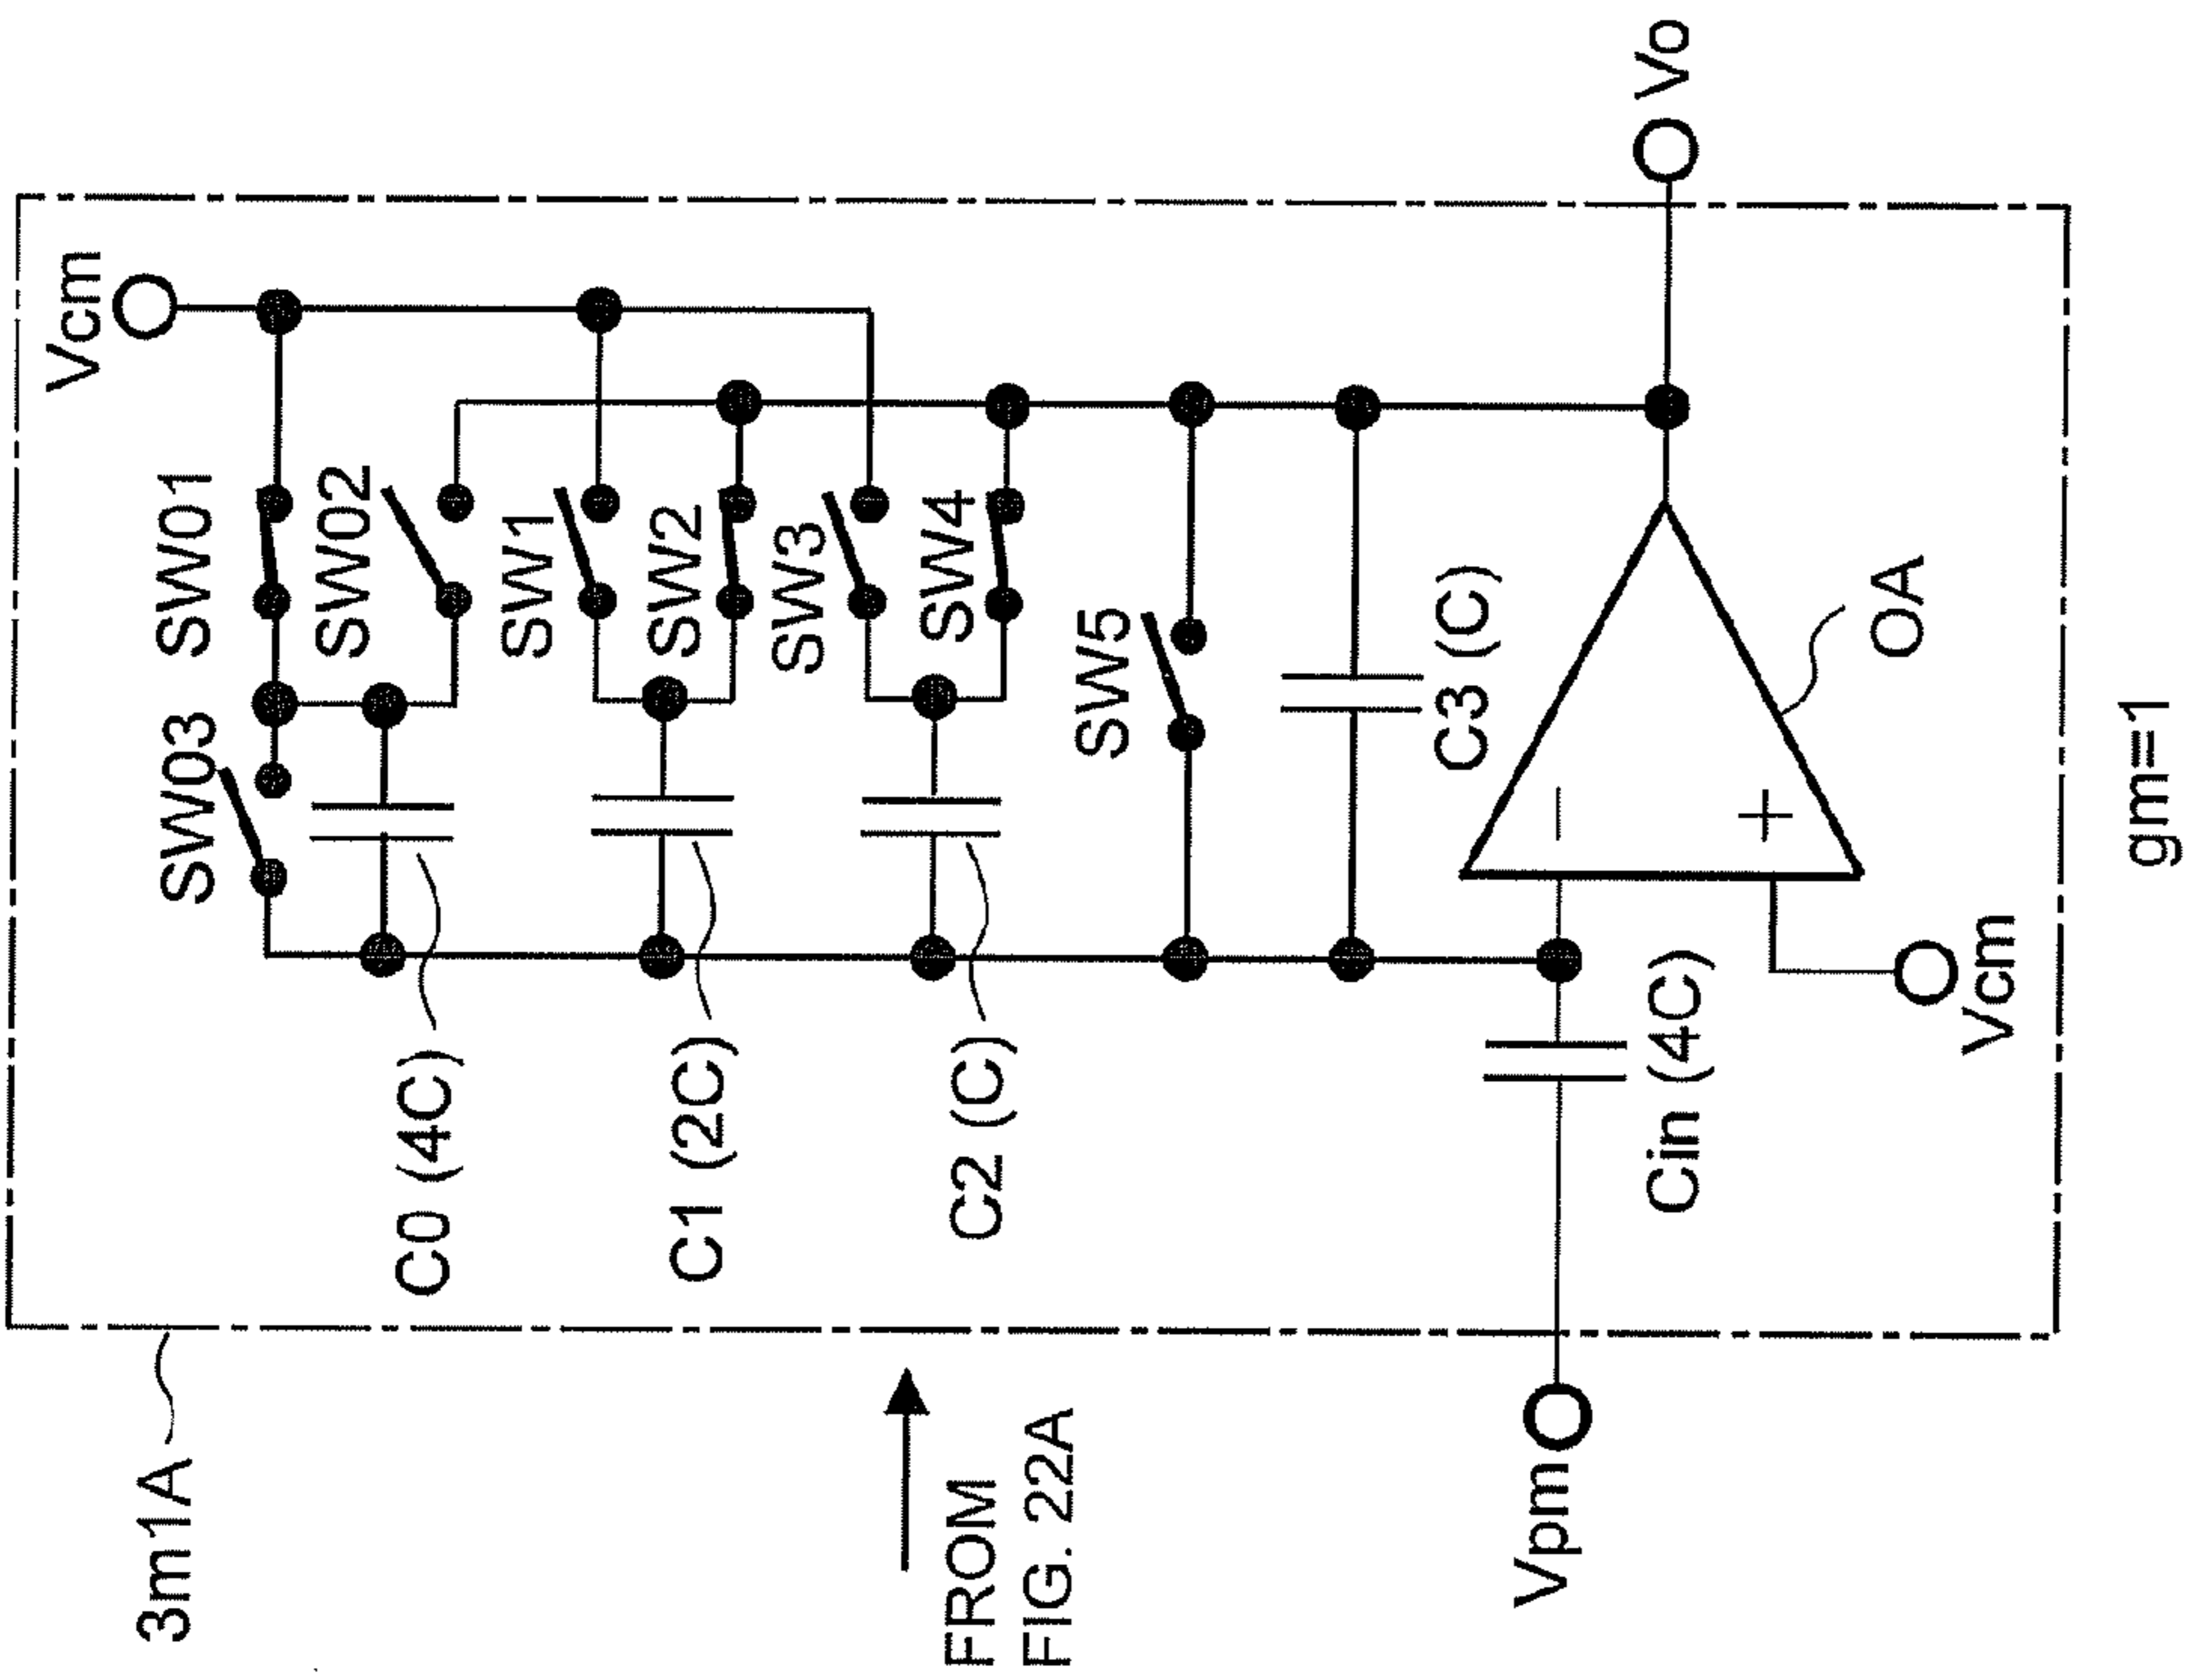 3m1A
Vcm
SW03
SW01
SW02
SW1
SW2
SW3
SW4
SW5
C0 (4C)
C1 (2C)
C2 (C)
C3 (C)
FROM
FIG. 22A
Vpm
Cin (4C)
−
+
OA
Vcm
Vo
gm=1